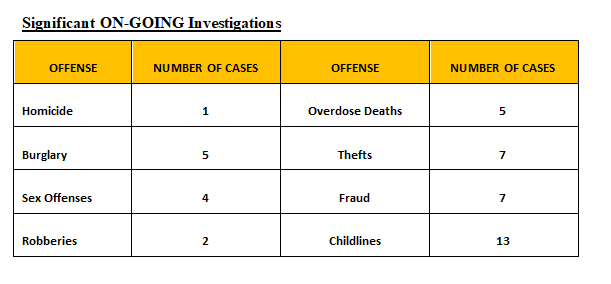 Significant ON-GOING Investigations
OFFENSE NUMBER OF CASES OFFENSE NUMBER OF CASES
Homicide 1 Overdose Deaths 5
Burglary 5 Thefts 7
Sex Offenses 4 Fraud 7
Robberies 2 Childlines 13